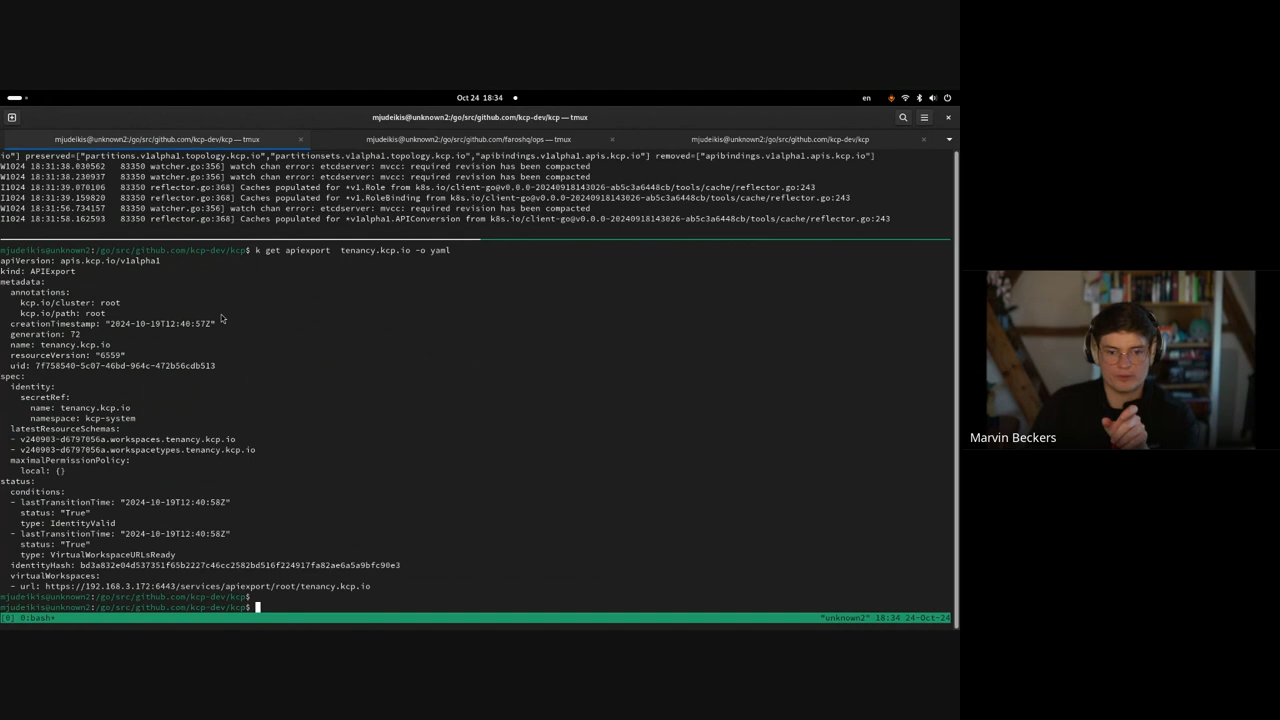 Oct 24 18:34
en
mjudeikis@unknown2:/go/src/github.com/kcp-dev/kcp — tmux
mjudeikis@unknown2:/go/src/github.com/kcp-dev/kcp — tmux
mjudeikis@unknown2:/go/src/github.com/faroshq/ops — tmux
mjudeikis@unknown2:/go/src/github.com/kcp-dev/kcp
io"] preserved=["partitions.v1alpha1.topology.kcp.io","partitionsets.v1alpha1.topology.kcp.io","apibindings.v1alpha1.apis.kcp.io"] removed=["apibindings.v1alpha1.apis.kcp.io"]
W1024 18:31:38.030562   83350 watcher.go:356] watch chan error: etcdserver: mvcc: required revision has been compacted
W1024 18:31:38.230937   83350 watcher.go:356] watch chan error: etcdserver: mvcc: required revision has been compacted
I1024 18:31:39.070106   83350 reflector.go:368] Caches populated for *v1.Role from k8s.io/client-go@v0.0.0-20240918143026-ab5c3a6448cb/tools/cache/reflector.go:243
I1024 18:31:39.159820   83350 reflector.go:368] Caches populated for *v1.RoleBinding from k8s.io/client-go@v0.0.0-20240918143026-ab5c3a6448cb/tools/cache/reflector.go:243
W1024 18:31:56.734157   83350 watcher.go:356] watch chan error: etcdserver: mvcc: required revision has been compacted
I1024 18:31:58.162593   83350 reflector.go:368] Caches populated for *v1alpha1.APIConversion from k8s.io/client-go@v0.0.0-20240918143026-ab5c3a6448cb/tools/cache/reflector.go:243
mjudeikis@unknown2:/go/src/github.com/kcp-dev/kcp$ k get apiexport  tenancy.kcp.io -o yaml
apiVersion: apis.kcp.io/v1alpha1
kind: APIExport
metadata:
  annotations:
    kcp.io/cluster: root
    kcp.io/path: root
  creationTimestamp: "2024-10-19T12:40:57Z"
  generation: 72
  name: tenancy.kcp.io
  resourceVersion: "6559"
  uid: 7f758540-5c07-46bd-964c-472b56cdb513
spec:
  identity:
    secretRef:
      name: tenancy.kcp.io
      namespace: kcp-system
  latestResourceSchemas:
  - v240903-d6797056a.workspaces.tenancy.kcp.io
  - v240903-d6797056a.workspacetypes.tenancy.kcp.io
  maximalPermissionPolicy:
    local: {}
status:
  conditions:
  - lastTransitionTime: "2024-10-19T12:40:58Z"
    status: "True"
    type: IdentityValid
  - lastTransitionTime: "2024-10-19T12:40:58Z"
    status: "True"
    type: VirtualWorkspaceURLsReady
  identityHash: bd3a832e04d537351f65b2227c46cc2582bd516f224917fa82ae6a5a9bfc90e3
  virtualWorkspaces:
  - url: https://192.168.3.172:6443/services/apiexport/root/tenancy.kcp.io
mjudeikis@unknown2:/go/src/github.com/kcp-dev/kcp$
mjudeikis@unknown2:/go/src/github.com/kcp-dev/kcp$
[0] 0:bash*
"unknown2" 18:34 24-Oct-24
Marvin Beckers